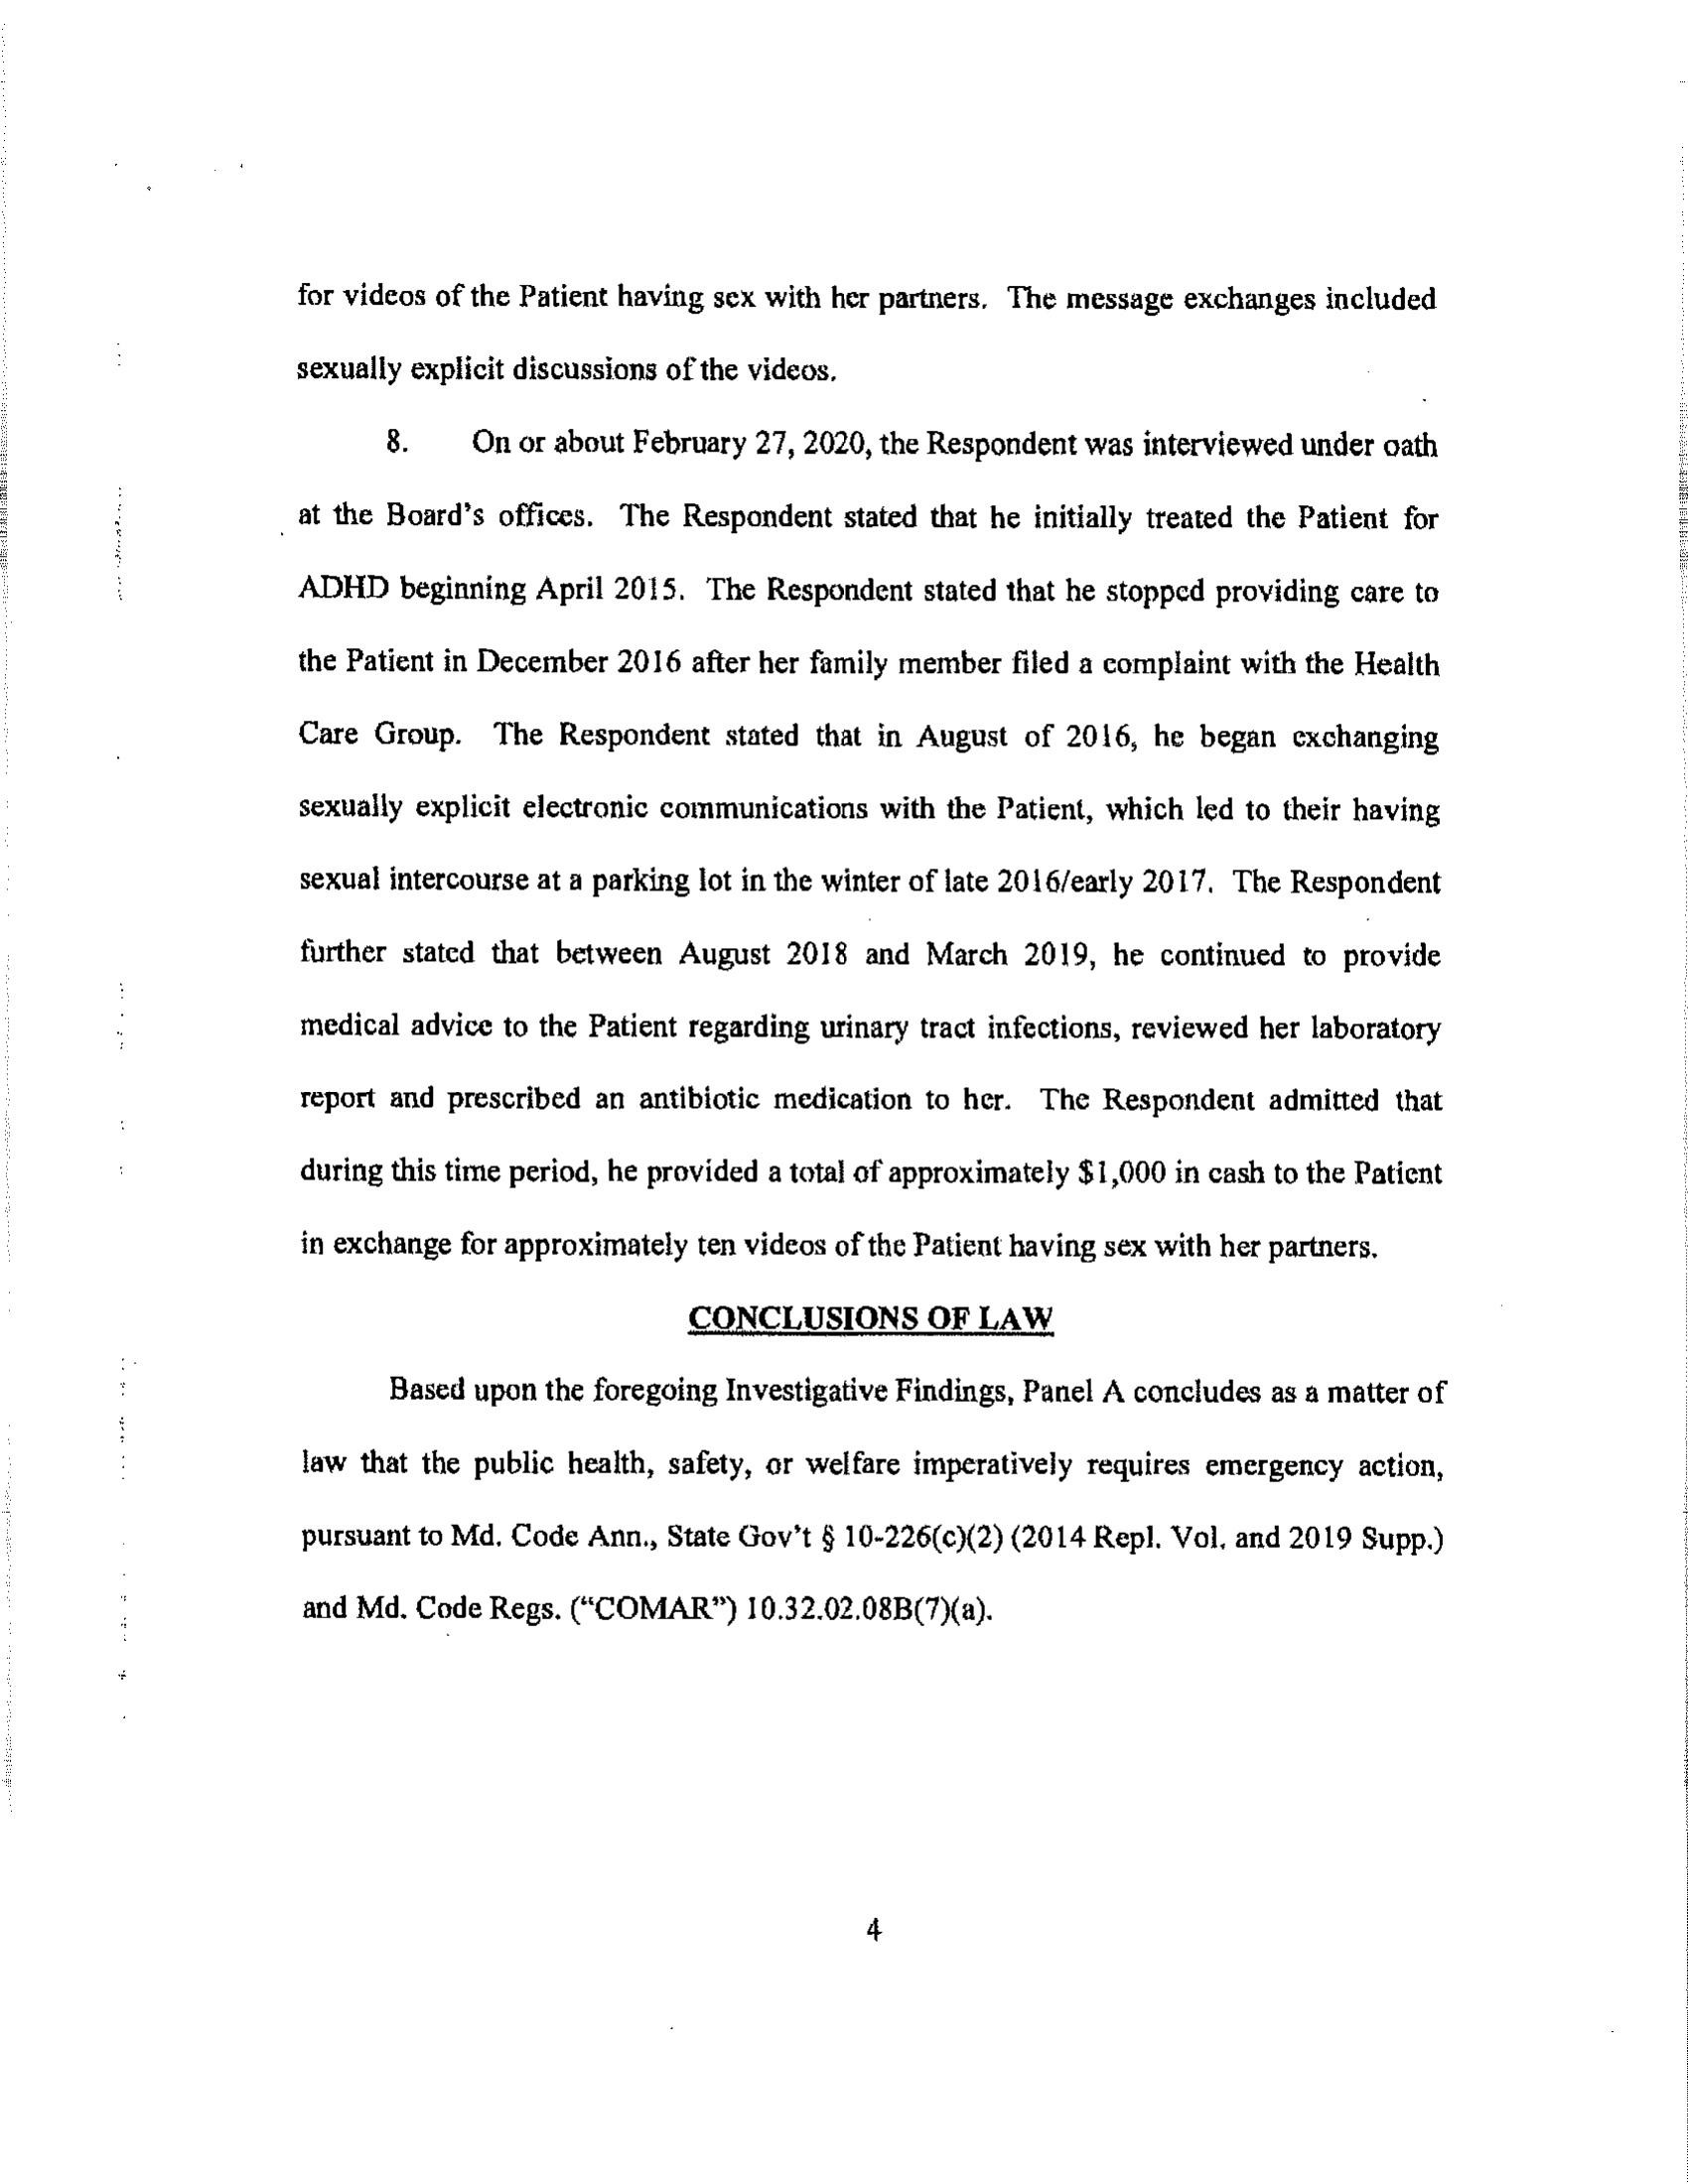 for videos of the Patient having sex with her partners. The message exchanges included
sexually explicit discussions of the videos.
8. On or about February 27, 2020, the Respondent was interviewed under oath
at the Board's offices. The Respondent stated that he initially treated the Patient for
ADHD beginning April 2015. The Respondent stated that he stopped providing care to
the Patient in December 2016 after her family member filed a complaint with the Health
Care Group. The Respondent stated that in August of 2016, he began exchanging
sexually explicit electronic communications with the Patient, which led to their having
sexual intercourse at a parking lot in the winter of late 2016/early 2017. The Respondent
further stated that between August 2018 and March 2019, he continued to provide
medical advice to the Patient regarding urinary tract infections, reviewed her laboratory
report and prescribed an antibiotic medication to her. The Respondent admitted that
during this time period, he provided a total of approximately $1,000 in cash to the Patient
in exchange for approximately ten videos of the Patient having sex with her partners.
CONCLUSIONS OF LAW
Based upon the foregoing Investigative Findings, Panel A concludes as a matter of
law that the public health, safety, or welfare imperatively requires emergency action,
pursuant to Md. Code Ann., State Gov't § 10-226(c)(2) (2014 Repl. Vol. and 2019 Supp.)
and Md. Code Regs. ("COMAR") 10.32.02.08B(7)(a).
4